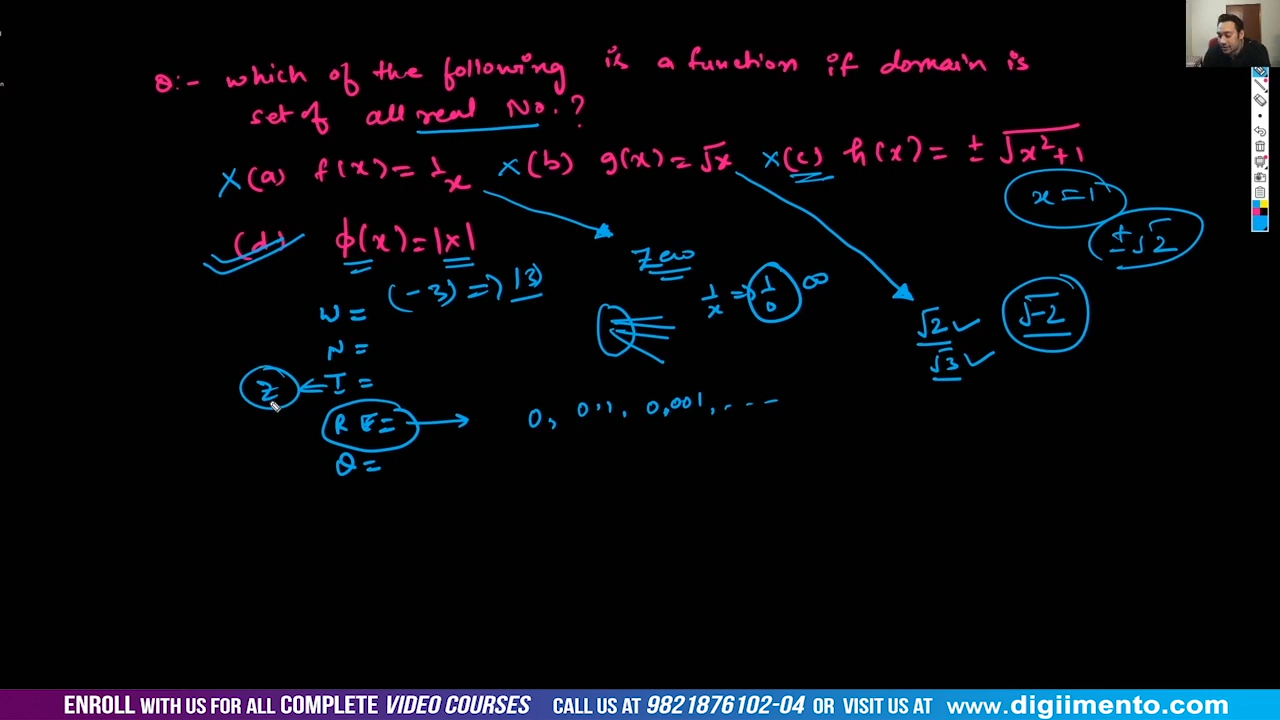 Q:- which of the following is a function if domain is
set of all real No.?
X (a) f(x) = 1/x X (b) g(x) = √x X (c) h(x) = ± √x²+1
x = 1
(d) φ(x) = |x|
± √2
Zero
(-3) => |3|
1/x => 1/0 ∞
W =
√2 ✓ √-2
N =
√3 ✓
Z ← I =
R = → 0, 0.1, 0.001, ...
Q =
ENROLL WITH US FOR ALL COMPLETE VIDEO COURSES CALL US AT 9821876102-04 OR VISIT US AT www.digiimento.com